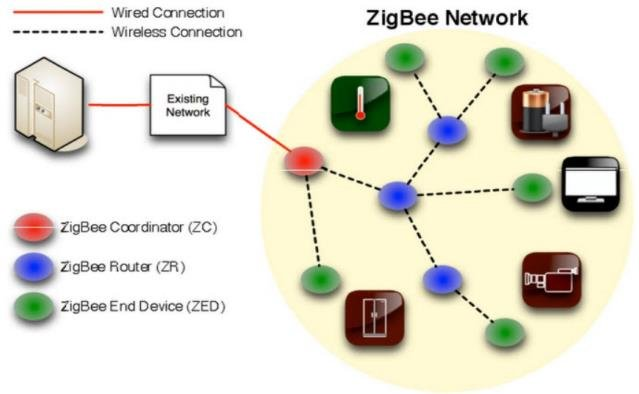 Wired Connection
Wireless Connection
ZigBee Network
Existing
Network
ZigBee Coordinator (ZC)
ZigBee Router (ZR)
ZigBee End Device (ZED)